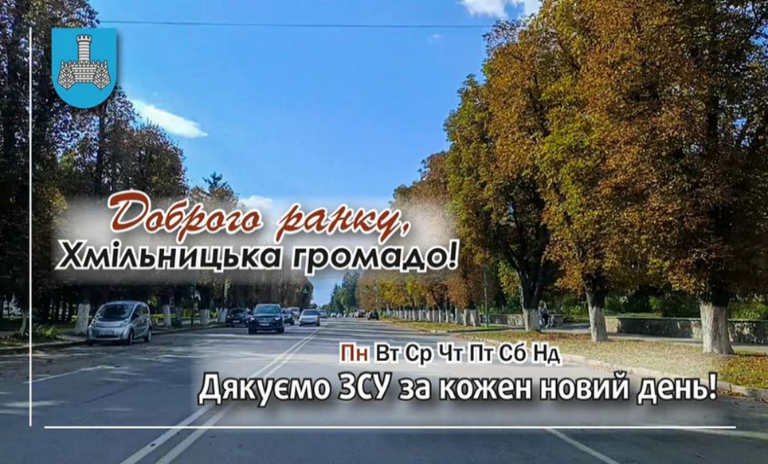 Доброго ранку,
Хмільницька громадо!
Пн Вт Ср Чт Пт Сб Нд
Дякуємо ЗСУ за кожен новий день!